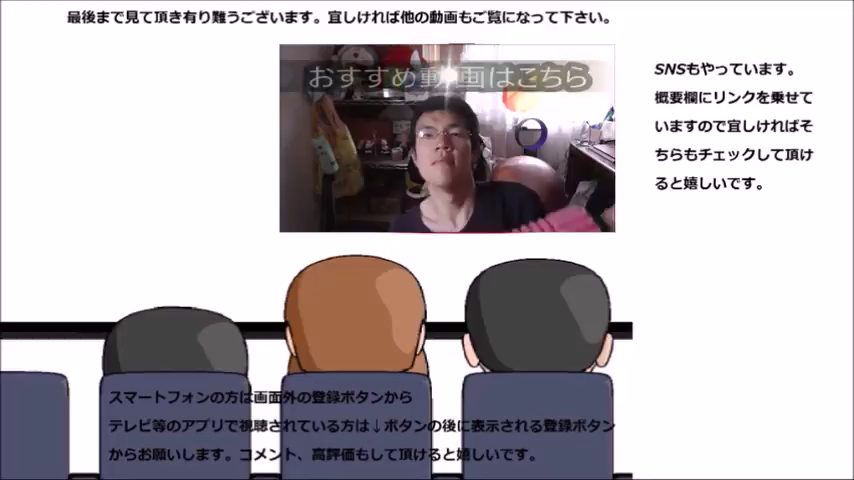 最後まで見て頂き有り難うございます。宜しければ他の動画もご覧になって下さい。
おすすめ動画はこちら
SNSもやっています。
概要欄にリンクを乗せて
いますので宜しければそ
ちらもチェックして頂け
ると嬉しいです。
スマートフォンの方は画面外の登録ボタンから
テレビ等のアプリで視聴されている方は↓ボタンの後に表示される登録ボタン
からお願いします。コメント、高評価もして頂けると嬉しいです。